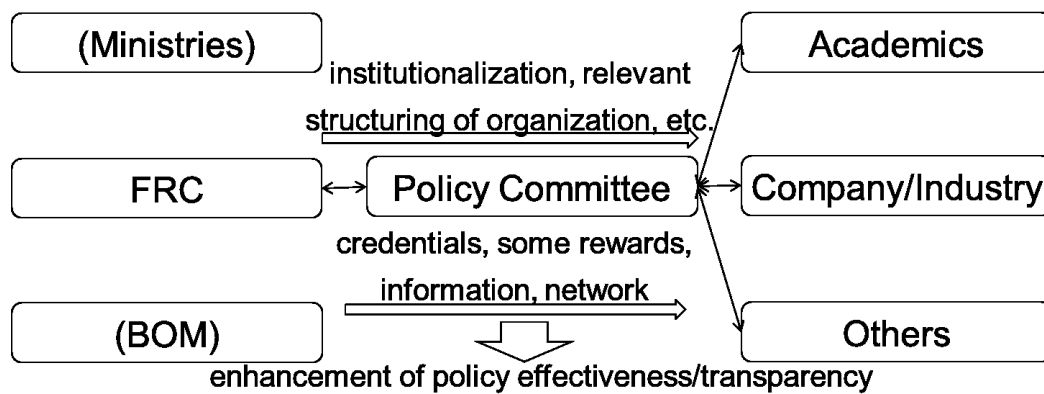 (Ministries)
Academics
institutionalization, relevant
structuring of organization, etc.
FRC
Policy Committee
Company/Industry
credentials, some rewards,
information, network
(BOM)
Others
enhancement of policy effectiveness/transparency